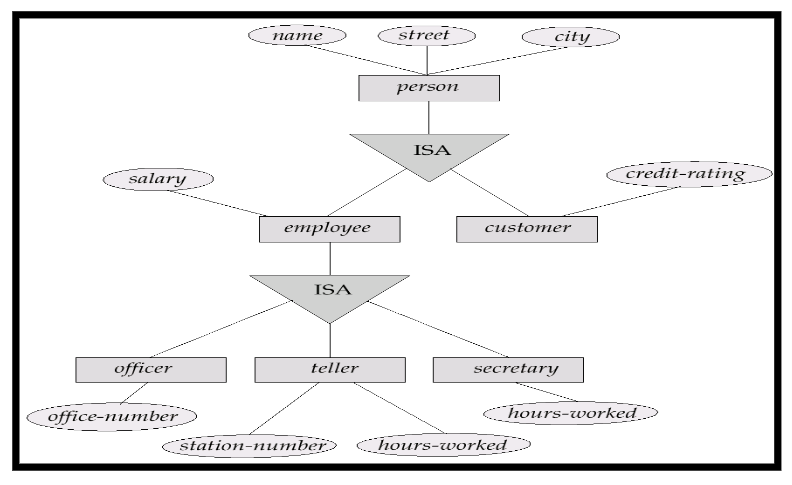 name
street
city
person
ISA
salary
credit-rating
employee
customer
ISA
officer
teller
secretary
office-number
hours-worked
station-number
hours-worked